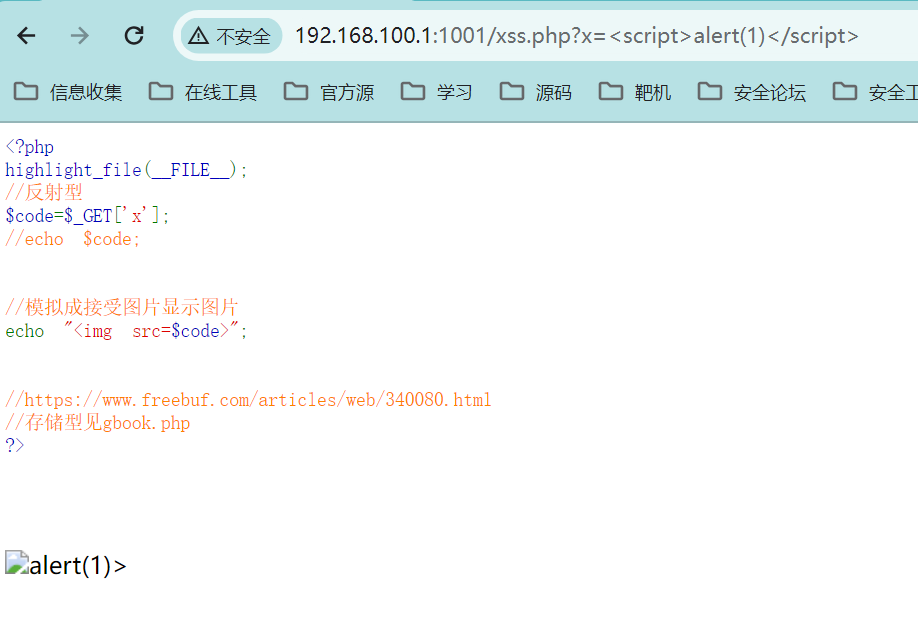 不安全 192.168.100.1:1001/xss.php?x=<script>alert(1)</script>
信息收集 在线工具 官方源 学习 源码 靶机 安全论坛 安全工
<?php
highlight_file(__FILE__);
//反射型
$code=$_GET['x'];
//echo $code;
//模拟成接受图片显示图片
echo "<img src=$code>";
//https://www.freebuf.com/articles/web/340080.html
//存储型见gbook.php
?>
alert(1)>